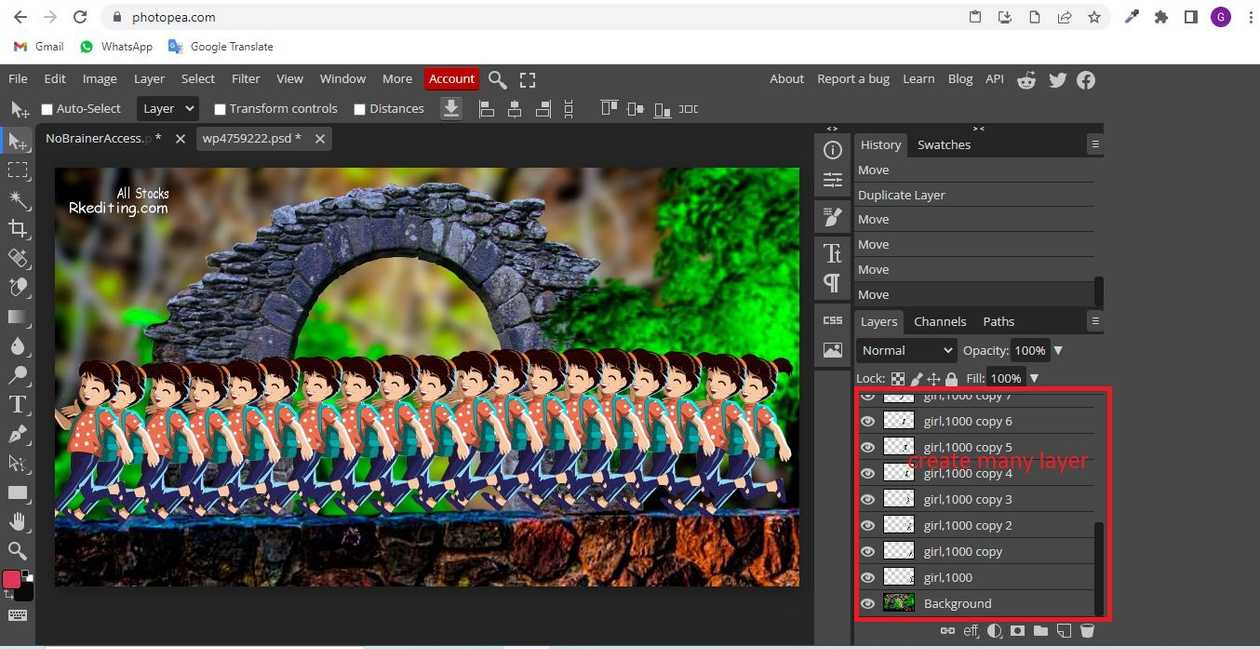 photopea.com
G
Gmail WhatsApp Google Translate
File Edit Image Layer Select Filter View Window More Account About Report a bug Learn Blog API
Auto-Select Layer Transform controls Distances
NoBrainerAccess.p * wp4759222.psd *
All Stocks
Rkediting.com
< >
> <
History Swatches
Move
Duplicate Layer
Move
Move
Move
Move
CSS
Layers Channels Paths
Normal Opacity: 100%
Lock: Fill: 100%
girl,1000 copy 7
girl,1000 copy 6
girl,1000 copy 5
create many layer
girl,1000 copy 4
girl,1000 copy 3
girl,1000 copy 2
girl,1000 copy
girl,1000
Background
eff